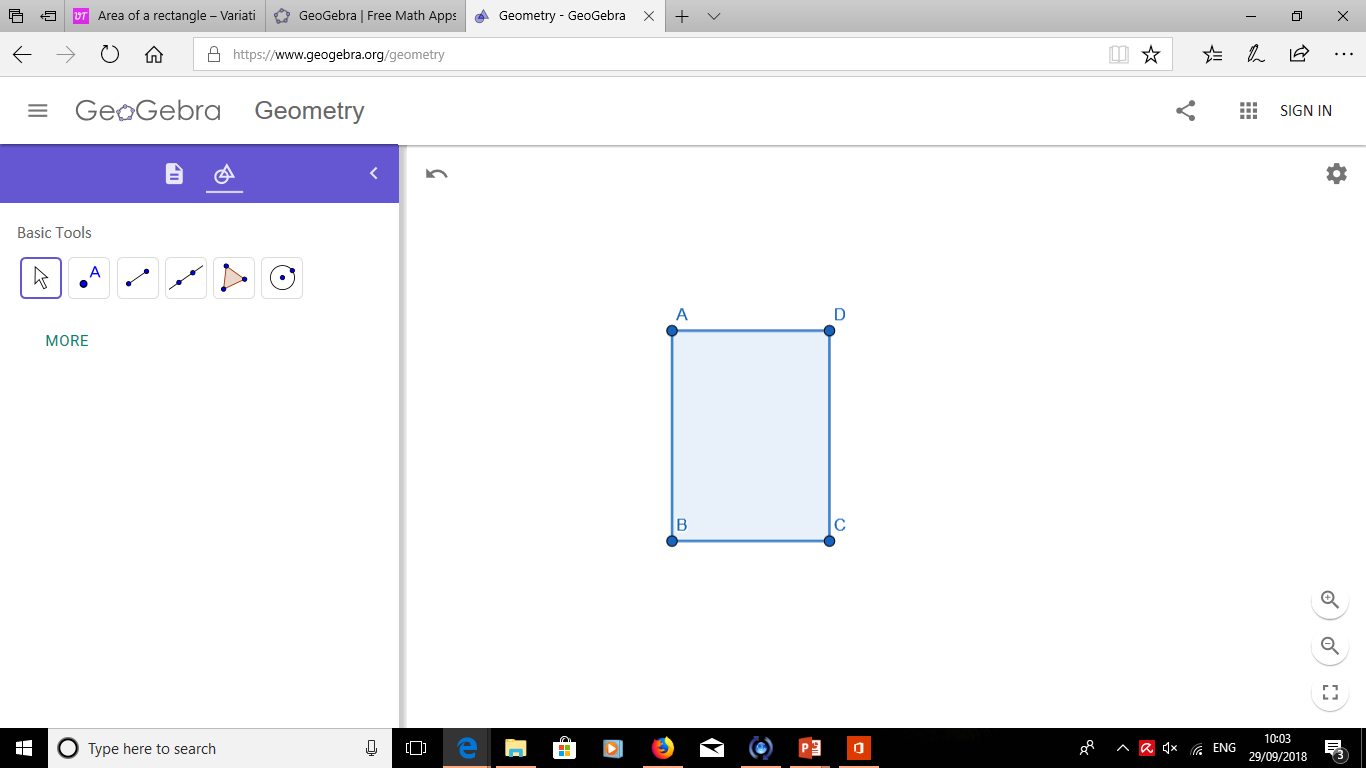 Area of a rectangle – Variati
GeoGebra | Free Math Apps
Geometry - GeoGebra
https://www.geogebra.org/geometry
GeoGebra
Geometry
SIGN IN
Basic Tools
A
MORE
A
D
B
C
Type here to search
ENG
10:03
29/09/2018
3